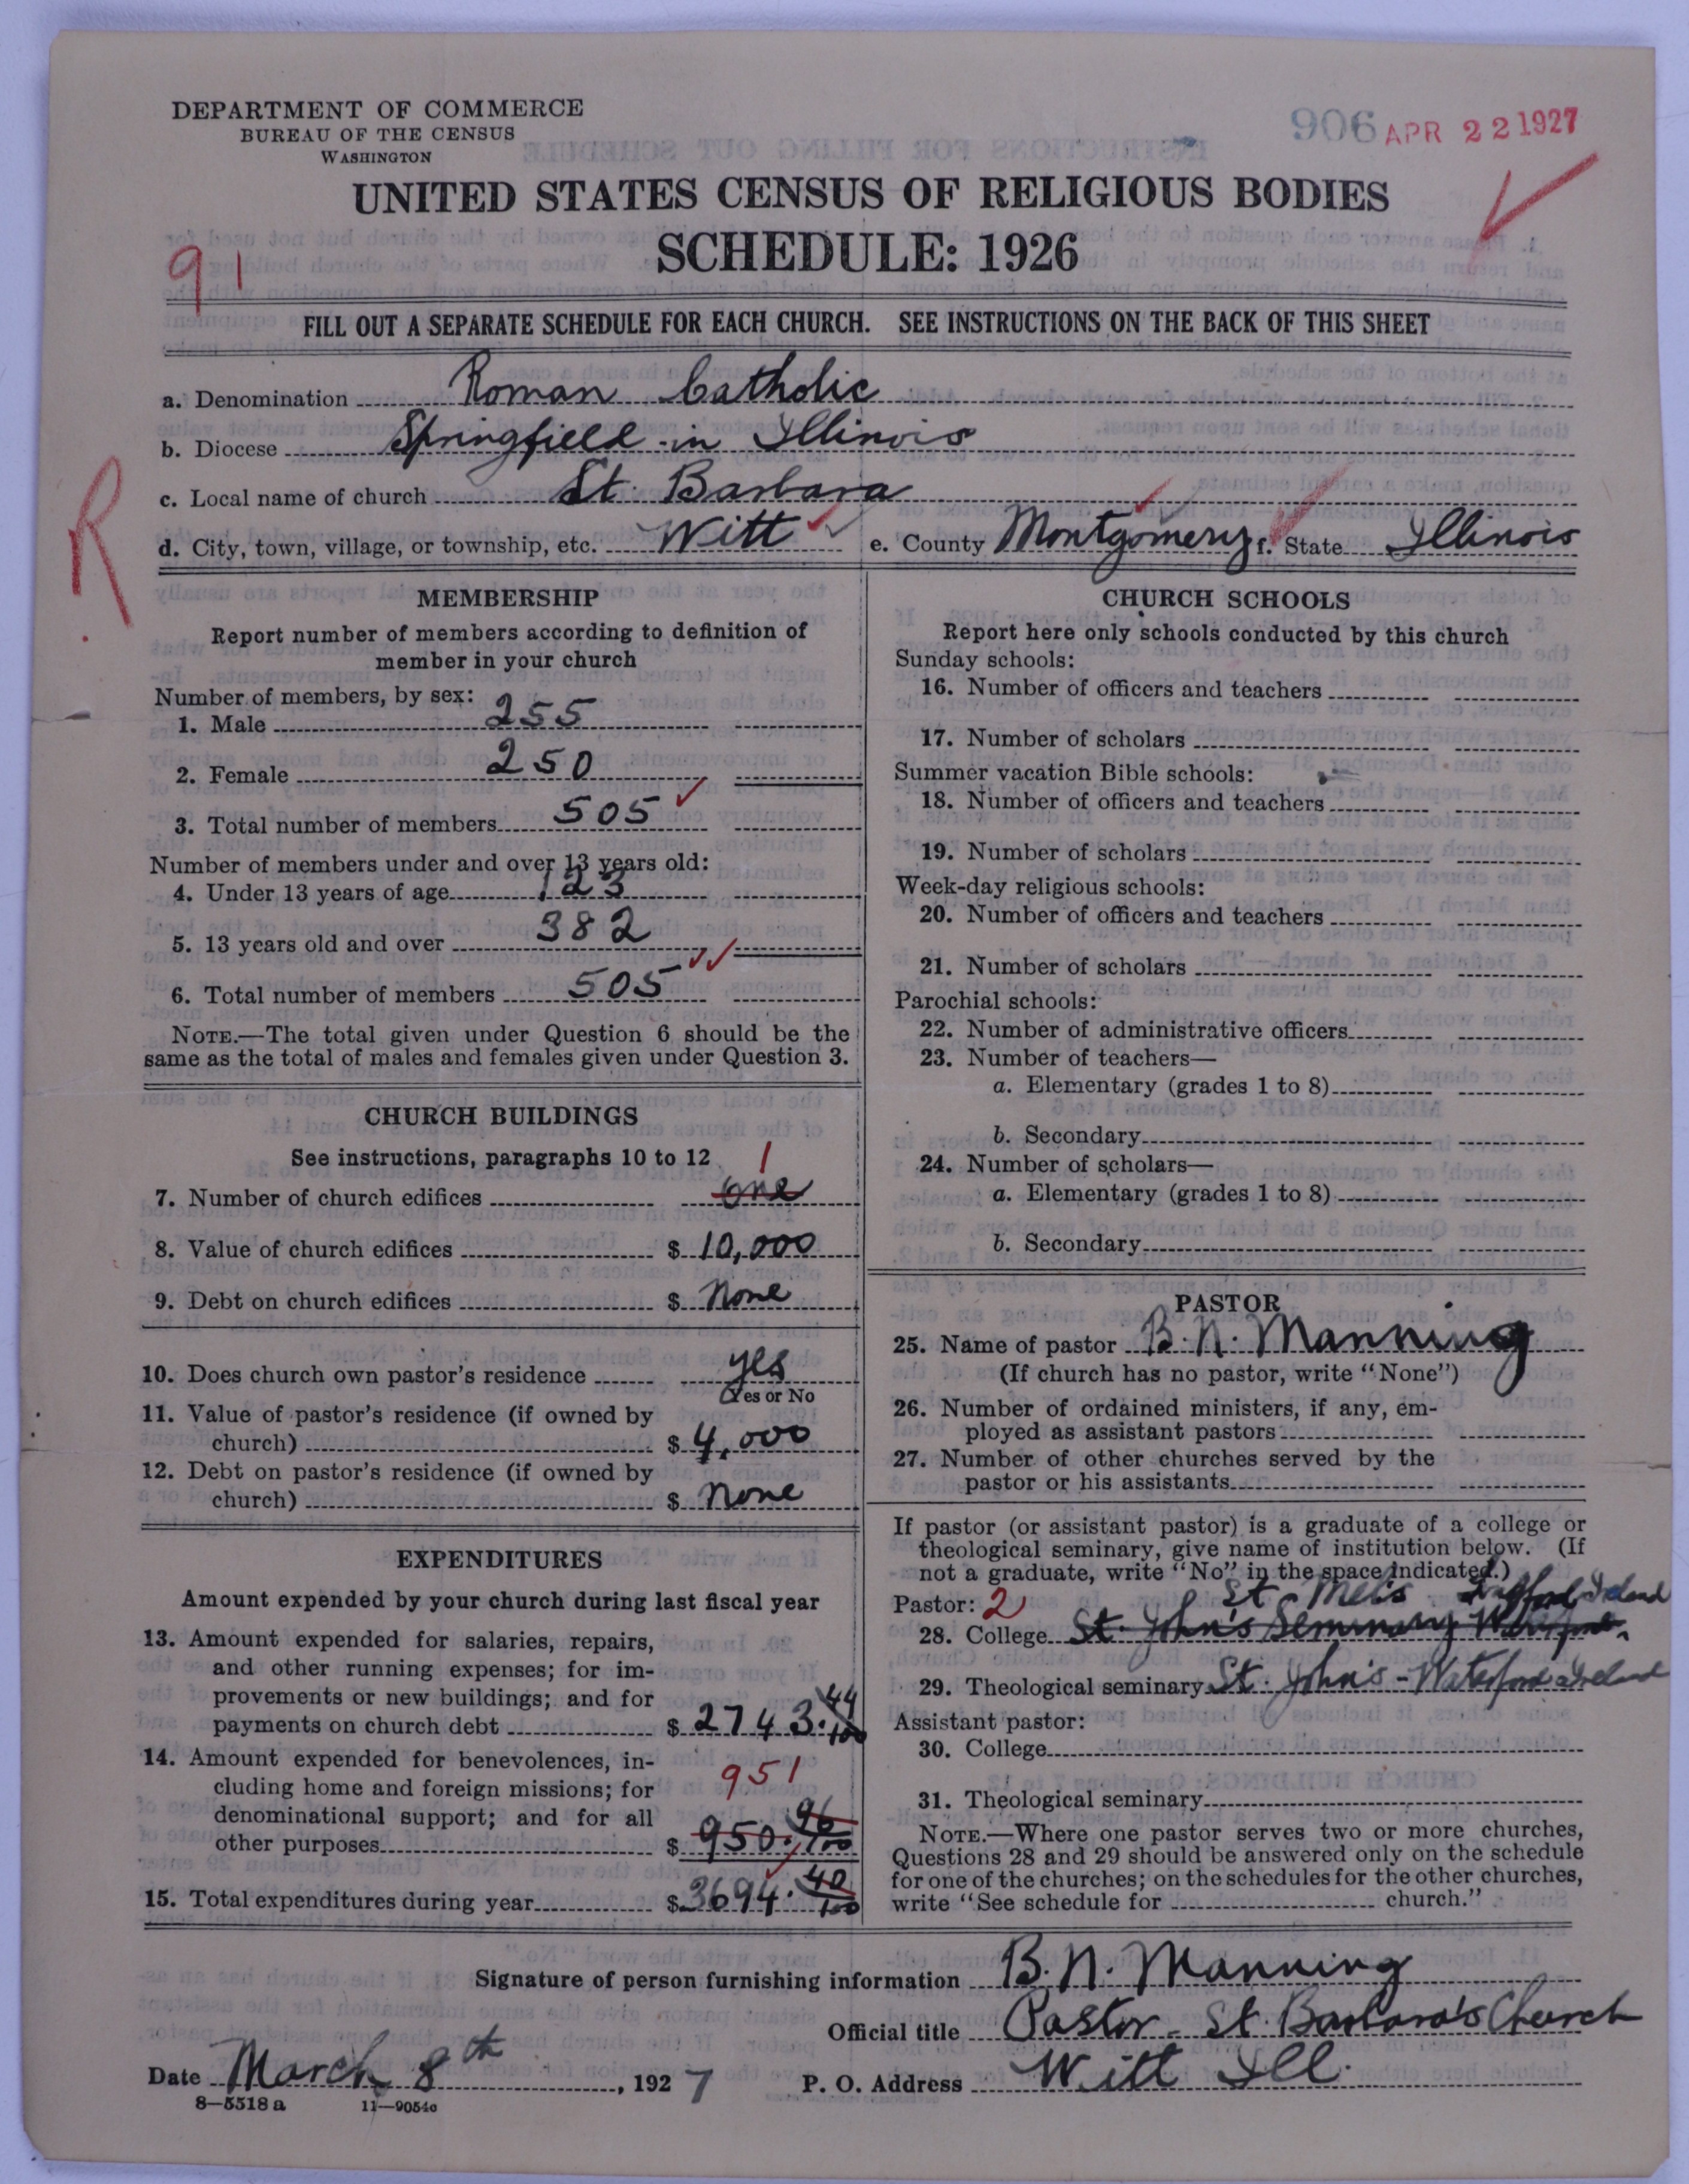 DEPARTMENT OF COMMERCE
BUREAU OF THE CENSUS
WASHINGTON
906 APR 22 1927
UNITED STATES CENSUS OF RELIGIOUS BODIES
SCHEDULE: 1926
91
FILL OUT A SEPARATE SCHEDULE FOR EACH CHURCH. SEE INSTRUCTIONS ON THE BACK OF THIS SHEET
a. Denomination Roman Catholic
b. Diocese Springfield in Illinois
c. Local name of church St. Barbara
R
d. City, town, village, or township, etc. Witt e. County Montgomery f. State Illinois
MEMBERSHIP
Report number of members according to definition of
member in your church
Number of members, by sex:
1. Male 255
2. Female 250
3. Total number of members 505
Number of members under and over 13 years old:
4. Under 13 years of age 123
5. 13 years old and over 382
6. Total number of members 505
NOTE.—The total given under Question 6 should be the
same as the total of males and females given under Question 3.
CHURCH BUILDINGS
See instructions, paragraphs 10 to 12
1
7. Number of church edifices one
8. Value of church edifices $ 10,000
9. Debt on church edifices $ None
10. Does church own pastor's residence yes
Yes or No
11. Value of pastor's residence (if owned by
church) $ 4,000
12. Debt on pastor's residence (if owned by
church) $ None
EXPENDITURES
Amount expended by your church during last fiscal year
13. Amount expended for salaries, repairs,
and other running expenses; for im-
provements or new buildings; and for
payments on church debt $ 2743.44/100
14. Amount expended for benevolences, in-
cluding home and foreign missions; for 951
denominational support; and for all
other purposes $ 950.96/100
15. Total expenditures during year $ 3694.40/100
CHURCH SCHOOLS
Report here only schools conducted by this church
Sunday schools:
16. Number of officers and teachers
17. Number of scholars
Summer vacation Bible schools:
18. Number of officers and teachers
19. Number of scholars
Week-day religious schools:
20. Number of officers and teachers
21. Number of scholars
Parochial schools:
22. Number of administrative officers
23. Number of teachers—
a. Elementary (grades 1 to 8)
b. Secondary
24. Number of scholars—
a. Elementary (grades 1 to 8)
b. Secondary
PASTOR
25. Name of pastor B. N. Manning
(If church has no pastor, write "None")
26. Number of ordained ministers, if any, em-
ployed as assistant pastors
27. Number of other churches served by the
pastor or his assistants
If pastor (or assistant pastor) is a graduate of a college or
theological seminary, give name of institution below. (If
not a graduate, write "No" in the space indicated.)
Pastor: 2 St. Mel's Longford Ireland
28. College St. John's Seminary Waterford
29. Theological seminary St. John's - Waterford Ireland
Assistant pastor:
30. College
31. Theological seminary
NOTE.—Where one pastor serves two or more churches,
Questions 28 and 29 should be answered only on the schedule
for one of the churches; on the schedules for the other churches,
write "See schedule for church."
Signature of person furnishing information B. N. Manning
Official title Pastor - St. Barbara's Church
Date March 8th, 1927 P. O. Address Witt Ill.
8—5518 a 11—9054c